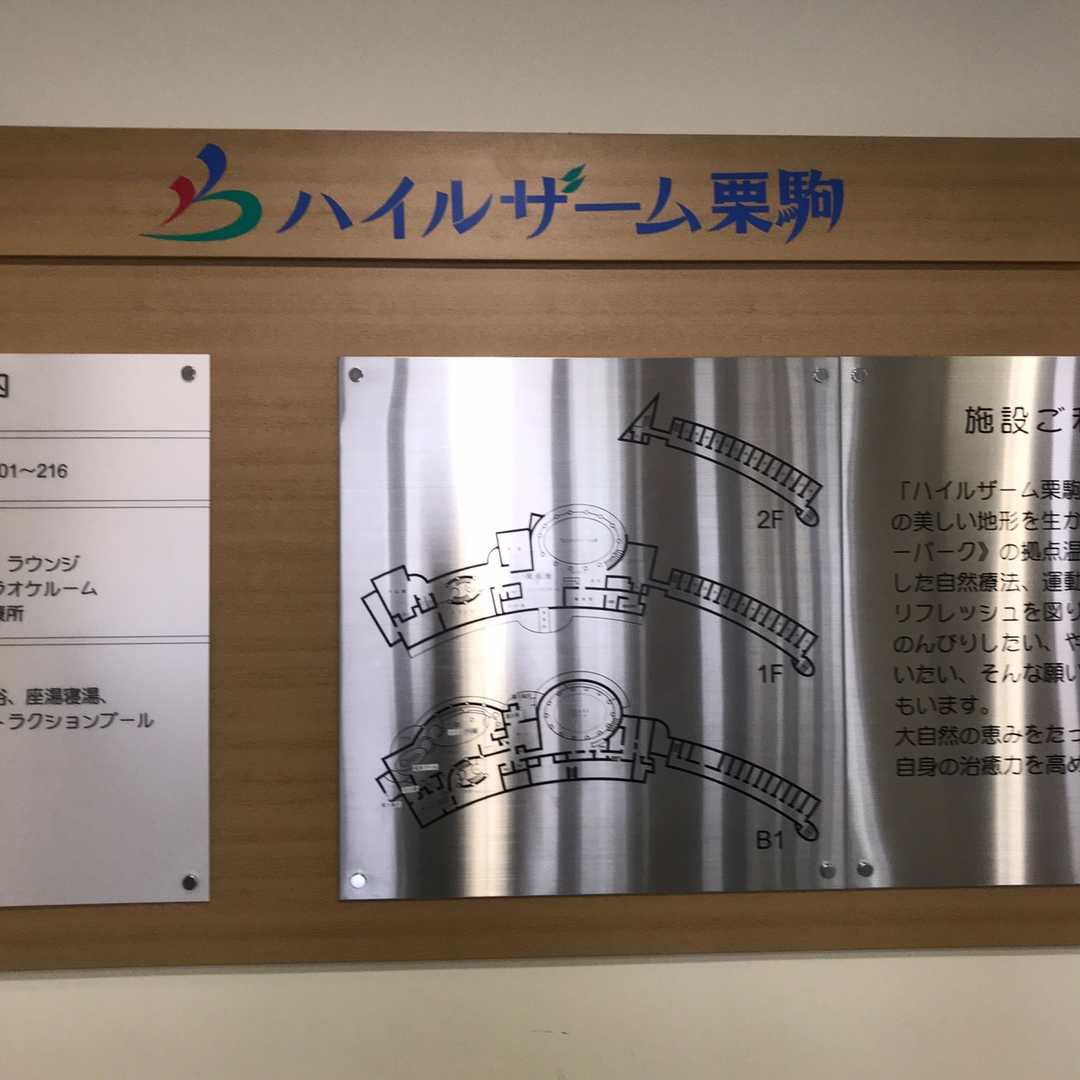 ハイルザーム栗駒
内
01～216
ラウンジ
ラオケルーム
療所
浴、座湯寝湯、
トラクションプール
2F
1F
B1
施設ご
「ハイルザーム栗駒
の美しい地形を生か
ーパーク》の拠点温
した自然療法、運動
リフレッシュを図り
のんびりしたい、や
いたい、そんな願い
もいます。
大自然の恵みをたっ
自身の治癒力を高め